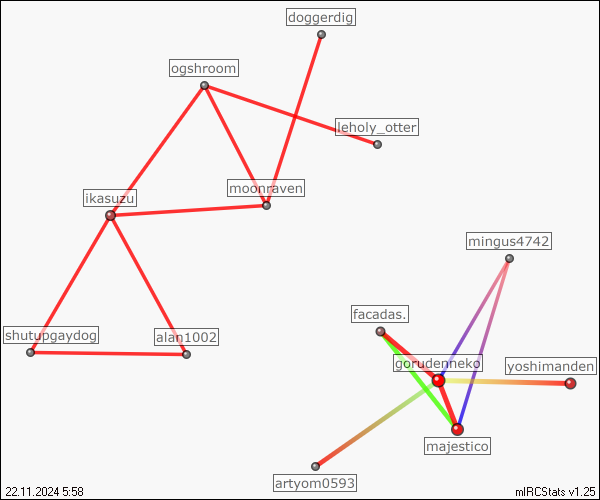 doggerdig
ogshroom
leholy_otter
moonraven
ikasuzu
mingus4742
facadas.
shutupgaydog
alan1002
gorudenneko
yoshimanden
majestico
artyom0593
22.11.2024 5:58
mIRCStats v1.25